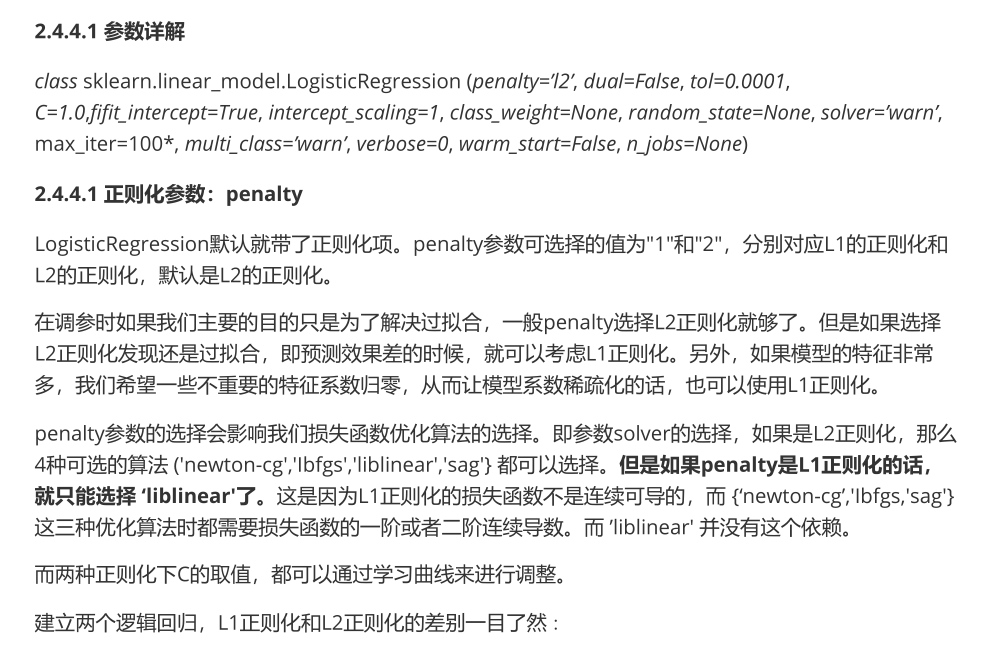 2.4.4.1 参数详解
class sklearn.linear_model.LogisticRegression (penalty=’l2’, dual=False, tol=0.0001,
C=1.0,fifit_intercept=True, intercept_scaling=1, class_weight=None, random_state=None, solver=’warn’,
max_iter=100*, multi_class=’warn’, verbose=0, warm_start=False, n_jobs=None)
2.4.4.1 正则化参数：penalty
LogisticRegression默认就带了正则化项。penalty参数可选择的值为"1"和"2"，分别对应L1的正则化和
L2的正则化，默认是L2的正则化。
在调参时如果我们主要的目的只是为了解决过拟合，一般penalty选择L2正则化就够了。但是如果选择
L2正则化发现还是过拟合，即预测效果差的时候，就可以考虑L1正则化。另外，如果模型的特征非常
多，我们希望一些不重要的特征系数归零，从而让模型系数稀疏化的话，也可以使用L1正则化。
penalty参数的选择会影响我们损失函数优化算法的选择。即参数solver的选择，如果是L2正则化，那么
4种可选的算法 {'newton-cg','lbfgs','liblinear','sag'} 都可以选择。但是如果penalty是L1正则化的话，
就只能选择 ‘liblinear'了。这是因为L1正则化的损失函数不是连续可导的，而 {‘newton-cg’,'lbfgs,'sag'}
这三种优化算法时都需要损失函数的一阶或者二阶连续导数。而 ’liblinear' 并没有这个依赖。
而两种正则化下C的取值，都可以通过学习曲线来进行调整。
建立两个逻辑回归，L1正则化和L2正则化的差别一目了然：